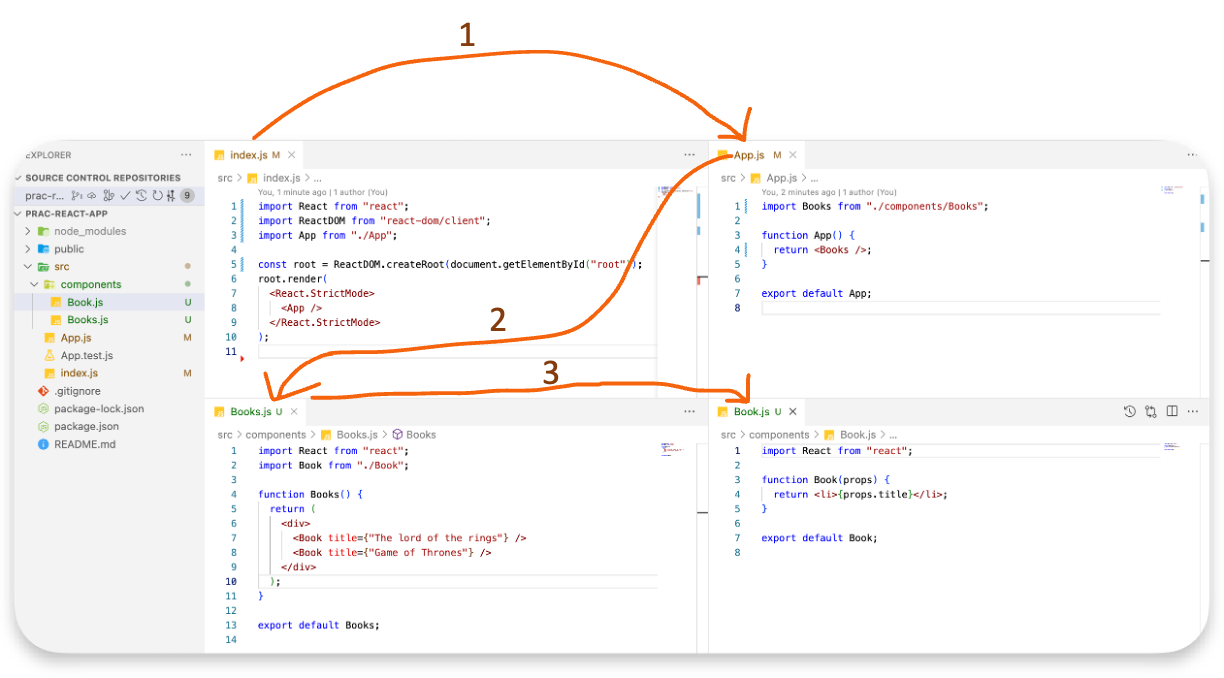 1
EXPLORER
SOURCE CONTROL REPOSITORIES
prac-r... 9
PRAC-REACT-APP
node_modules
public
src
components
Book.js U
Books.js U
App.js M
App.test.js
index.js M
.gitignore
package-lock.json
package.json
README.md
index.js M
src > index.js > ...
You, 1 minute ago | 1 author (You)
1 import React from "react";
2 import ReactDOM from "react-dom/client";
3 import App from "./App";
4
5 const root = ReactDOM.createRoot(document.getElementById("root"));
6 root.render(
7 <React.StrictMode>
8 <App />
9 </React.StrictMode>
10 );
11
App.js M
src > App.js > ...
You, 2 minutes ago | 1 author (You)
1 import Books from "./components/Books";
2
3 function App() {
4 return <Books />;
5 }
6
7 export default App;
8
2
3
Books.js U
src > components > Books.js > Books
1 import React from "react";
2 import Book from "./Book";
3
4 function Books() {
5 return (
6 <div>
7 <Book title={"The lord of the rings"} />
8 <Book title={"Game of Thrones"} />
9 </div>
10 );
11 }
12
13 export default Books;
14
Book.js U
src > components > Book.js > ...
1 import React from "react";
2
3 function Book(props) {
4 return <li>{props.title}</li>;
5 }
6
7 export default Book;
8